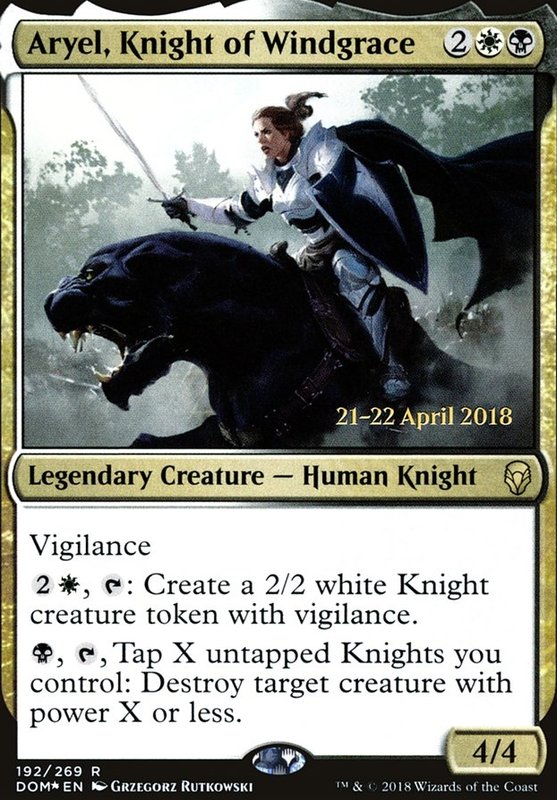 Aryel, Knight of Windgrace 2
21–22 April 2018
Legendary Creature — Human Knight
Vigilance
2, : Create a 2/2 white Knight
creature token with vigilance.
, , Tap X untapped Knights you
control: Destroy target creature with
power X or less.
4/4
192/269 R
DOM★EN Grzegorz Rutkowski
™ & © 2018 Wizards of the Coast